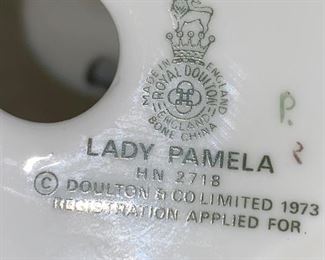 MADE IN ENGLAND
ROYAL DOULTON
ENGLAND
BONE CHINA
P.
R
LADY PAMELA
HN 2718
© DOULTON & CO LIMITED 1973
REGISTRATION APPLIED FOR.